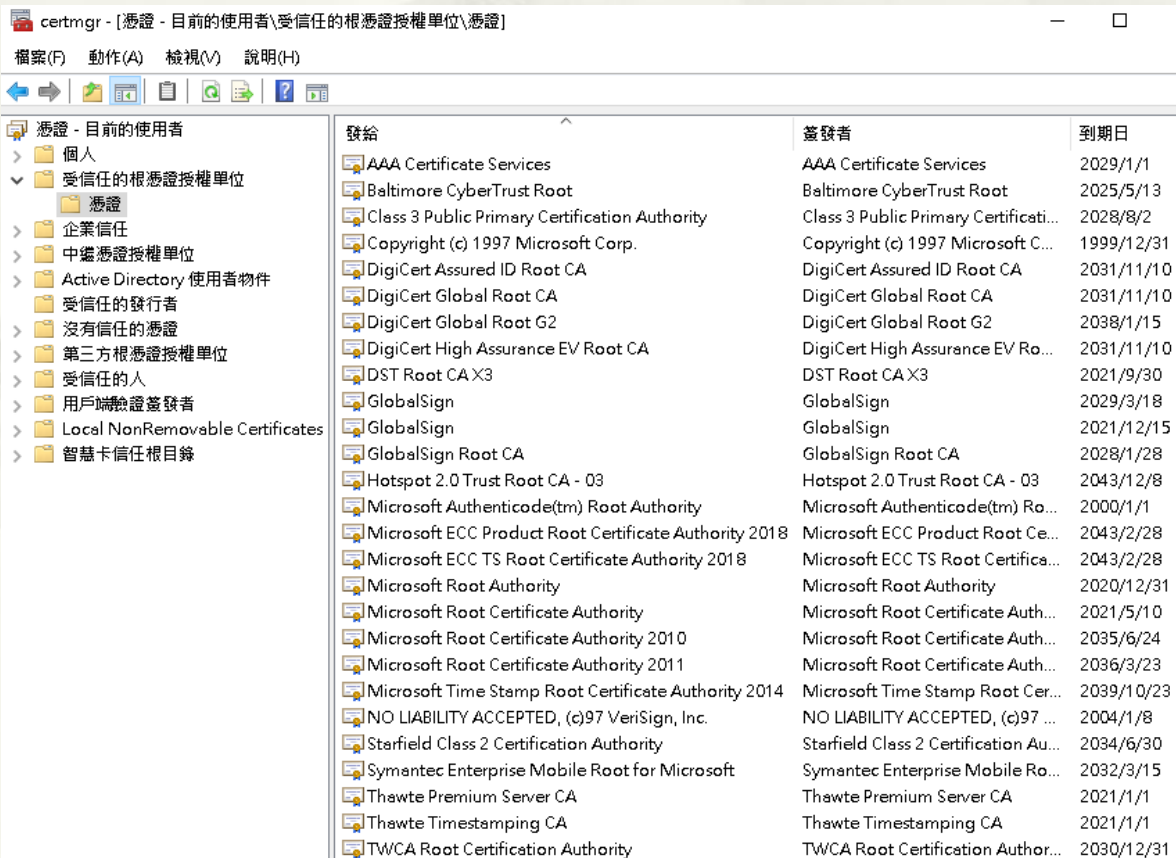 certmgr - [憑證 - 目前的使用者\受信任的根憑證授權單位\憑證]
檔案(F) 動作(A) 檢視(V) 說明(H)
憑證 - 目前的使用者
個人
受信任的根憑證授權單位
憑證
企業信任
中繼憑證授權單位
Active Directory 使用者物件
受信任的發行者
沒有信任的憑證
第三方根憑證授權單位
受信任的人
用戶端驗證簽發者
Local NonRemovable Certificates
智慧卡信任根目錄
發給 簽發者 到期日
AAA Certificate Services AAA Certificate Services 2029/1/1
Baltimore CyberTrust Root Baltimore CyberTrust Root 2025/5/13
Class 3 Public Primary Certification Authority Class 3 Public Primary Certificati... 2028/8/2
Copyright (c) 1997 Microsoft Corp. Copyright (c) 1997 Microsoft C... 1999/12/31
DigiCert Assured ID Root CA DigiCert Assured ID Root CA 2031/11/10
DigiCert Global Root CA DigiCert Global Root CA 2031/11/10
DigiCert Global Root G2 DigiCert Global Root G2 2038/1/15
DigiCert High Assurance EV Root CA DigiCert High Assurance EV Ro... 2031/11/10
DST Root CA X3 DST Root CA X3 2021/9/30
GlobalSign GlobalSign 2029/3/18
GlobalSign GlobalSign 2021/12/15
GlobalSign Root CA GlobalSign Root CA 2028/1/28
Hotspot 2.0 Trust Root CA - 03 Hotspot 2.0 Trust Root CA - 03 2043/12/8
Microsoft Authenticode(tm) Root Authority Microsoft Authenticode(tm) Ro... 2000/1/1
Microsoft ECC Product Root Certificate Authority 2018 Microsoft ECC Product Root Ce... 2043/2/28
Microsoft ECC TS Root Certificate Authority 2018 Microsoft ECC TS Root Certifica... 2043/2/28
Microsoft Root Authority Microsoft Root Authority 2020/12/31
Microsoft Root Certificate Authority Microsoft Root Certificate Auth... 2021/5/10
Microsoft Root Certificate Authority 2010 Microsoft Root Certificate Auth... 2035/6/24
Microsoft Root Certificate Authority 2011 Microsoft Root Certificate Auth... 2036/3/23
Microsoft Time Stamp Root Certificate Authority 2014 Microsoft Time Stamp Root Cer... 2039/10/23
NO LIABILITY ACCEPTED, (c)97 VeriSign, Inc. NO LIABILITY ACCEPTED, (c)97 ... 2004/1/8
Starfield Class 2 Certification Authority Starfield Class 2 Certification Au... 2034/6/30
Symantec Enterprise Mobile Root for Microsoft Symantec Enterprise Mobile Ro... 2032/3/15
Thawte Premium Server CA Thawte Premium Server CA 2021/1/1
Thawte Timestamping CA Thawte Timestamping CA 2021/1/1
TWCA Root Certification Authority TWCA Root Certification Author... 2030/12/31